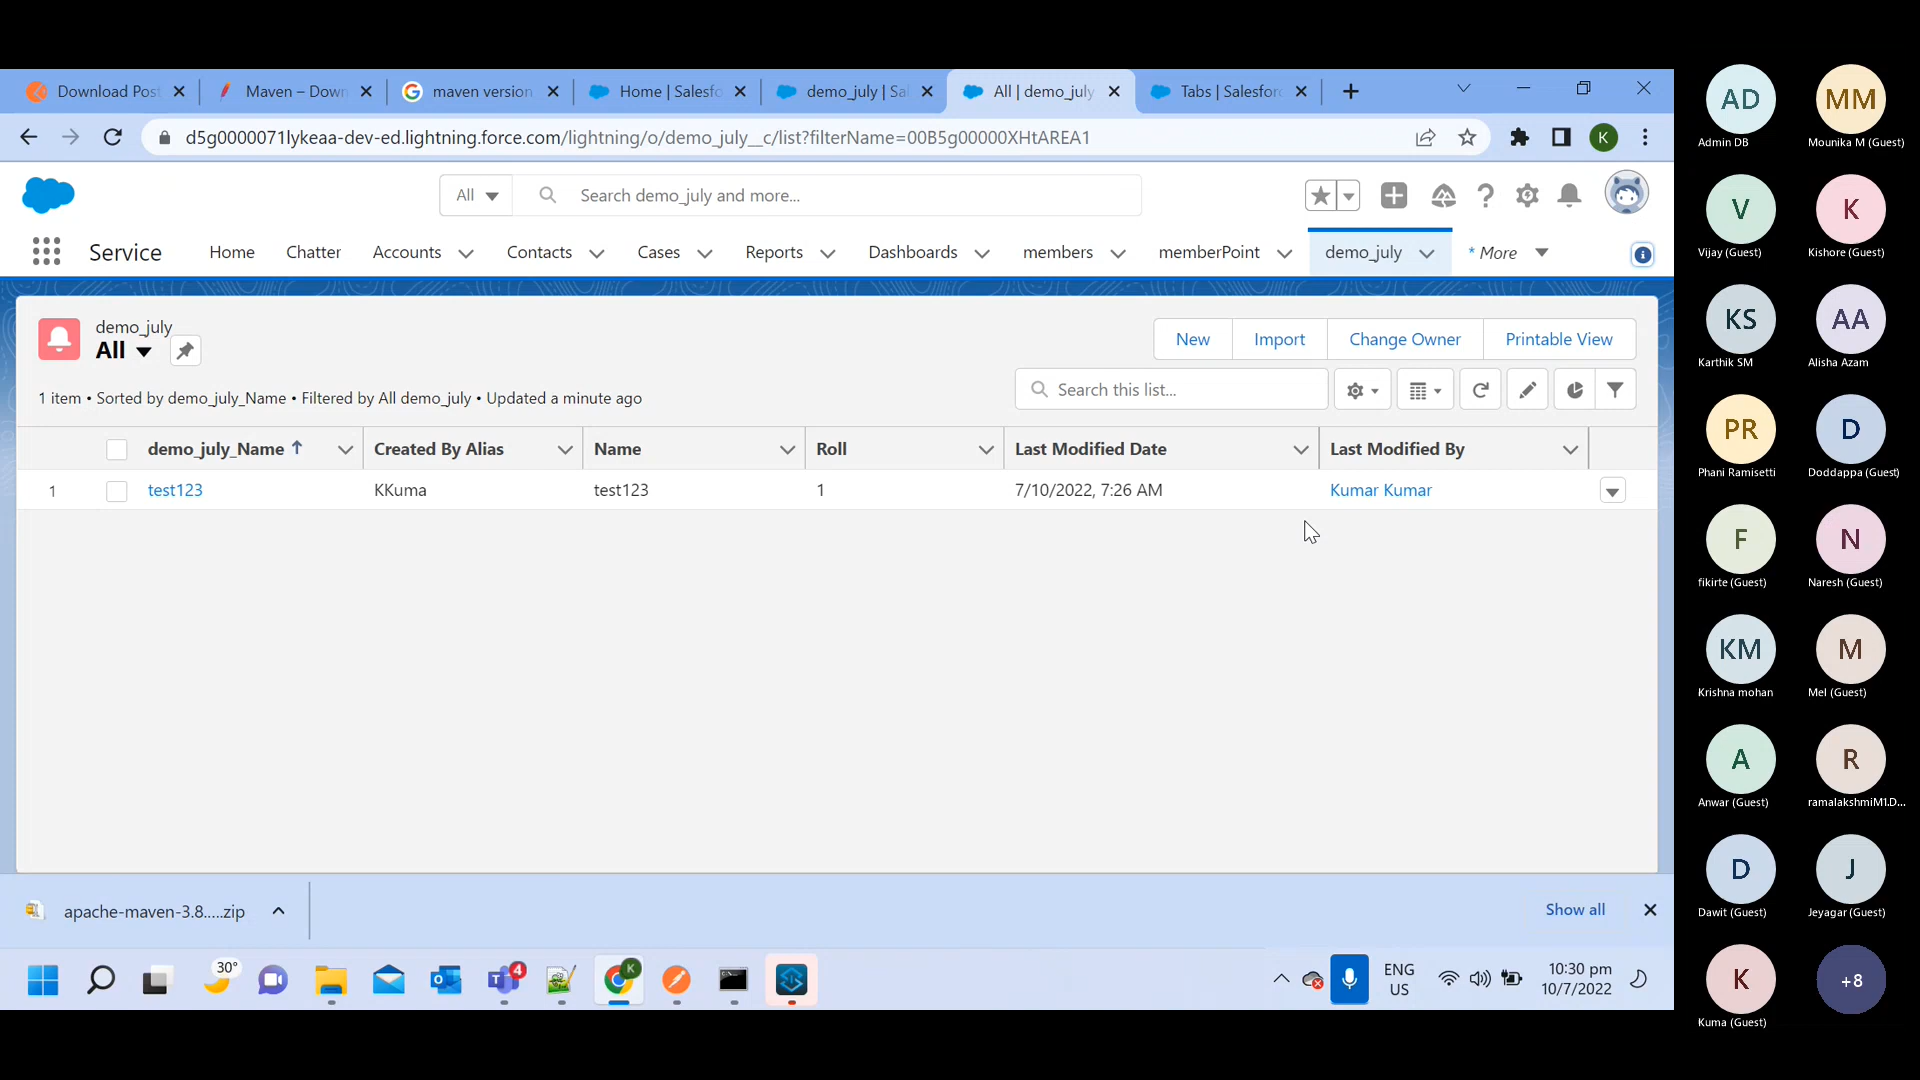 Download Post
Maven – Down
maven version
Home | Salesfo
demo_july | Sal
All | demo_july
Tabs | Salesforc
d5g0000071lykeaa-dev-ed.lightning.force.com/lightning/o/demo_july__c/list?filterName=00B5g00000XHtAREA1
K
All
Search demo_july and more...
Service
Home
Chatter
Accounts
Contacts
Cases
Reports
Dashboards
members
memberPoint
demo_july
* More
demo_july
All
New
Import
Change Owner
Printable View
1 item • Sorted by demo_july_Name • Filtered by All demo_july • Updated a minute ago
Search this list...
demo_july_Name
Created By Alias
Name
Roll
Last Modified Date
Last Modified By
1
test123
KKuma
test123
1
7/10/2022, 7:26 AM
Kumar Kumar
apache-maven-3.8.....zip
Show all
30°
4
K
ENG
US
10:30 pm
10/7/2022
AD
Admin DB
MM
Mounika M (Guest)
V
Vijay (Guest)
K
Kishore (Guest)
KS
Karthik SM
AA
Alisha Azam
PR
Phani Ramisetti
D
Doddappa (Guest)
F
fikirte (Guest)
N
Naresh (Guest)
KM
Krishna mohan
M
Mel (Guest)
A
Anwar (Guest)
R
ramalakshmiM1.D...
D
Dawit (Guest)
J
Jeyagar (Guest)
K
Kuma (Guest)
+8